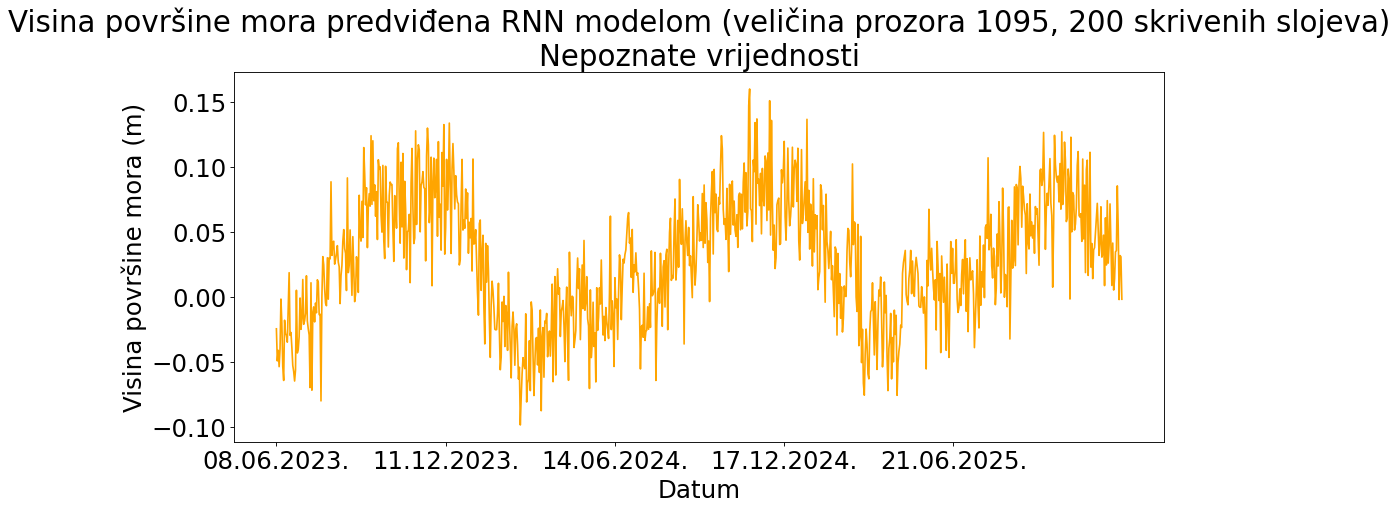 Visina površine mora predviđena RNN modelom (veličina prozora 1095, 200 skrivenih slojeva)
Nepoznate vrijednosti
Visina površine mora (m)
0.15
0.10
0.05
0.00
−0.05
−0.10
08.06.2023. 11.12.2023. 14.06.2024. 17.12.2024. 21.06.2025.
Datum